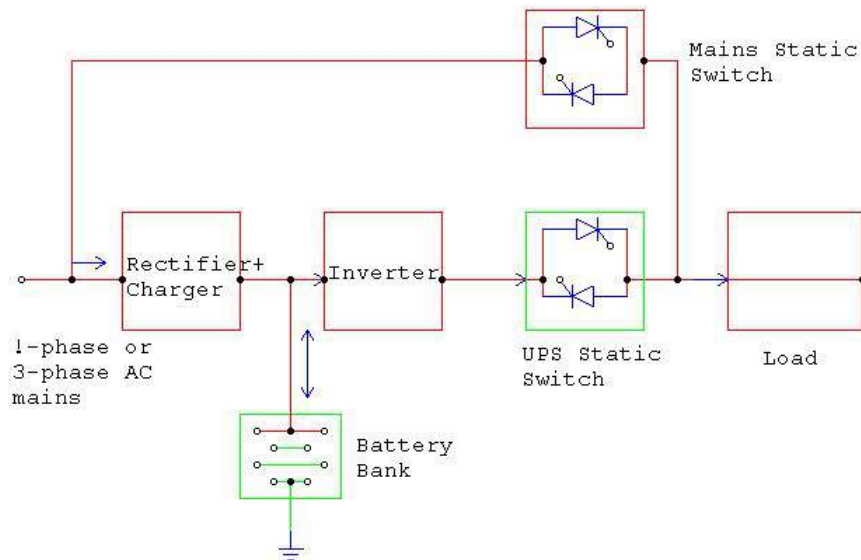 Mains Static
Switch
Rectifier+
Charger
Inverter
!-phase or
3-phase AC
mains
UPS Static
Switch
Load
Battery
Bank